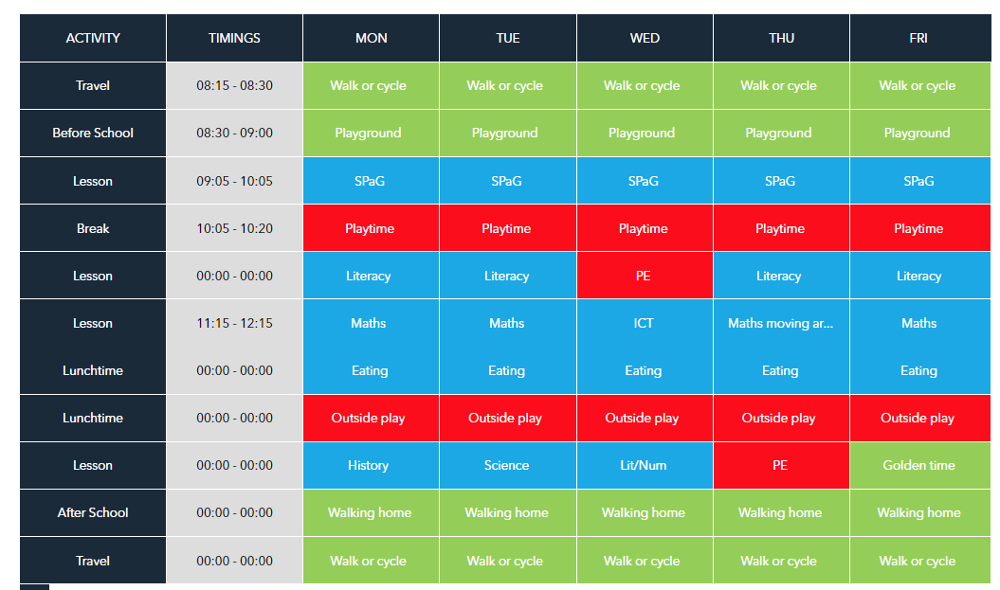 ACTIVITY TIMINGS MON TUE WED THU FRI
Travel 08:15 - 08:30 Walk or cycle Walk or cycle Walk or cycle Walk or cycle Walk or cycle
Before School 08:30 - 09:00 Playground Playground Playground Playground Playground
Lesson 09:05 - 10:05 SPaG SPaG SPaG SPaG SPaG
Break 10:05 - 10:20 Playtime Playtime Playtime Playtime Playtime
Lesson 00:00 - 00:00 Literacy Literacy PE Literacy Literacy
Lesson 11:15 - 12:15 Maths Maths ICT Maths moving ar... Maths
Lunchtime 00:00 - 00:00 Eating Eating Eating Eating Eating
Lunchtime 00:00 - 00:00 Outside play Outside play Outside play Outside play Outside play
Lesson 00:00 - 00:00 History Science Lit/Num PE Golden time
After School 00:00 - 00:00 Walking home Walking home Walking home Walking home Walking home
Travel 00:00 - 00:00 Walk or cycle Walk or cycle Walk or cycle Walk or cycle Walk or cycle